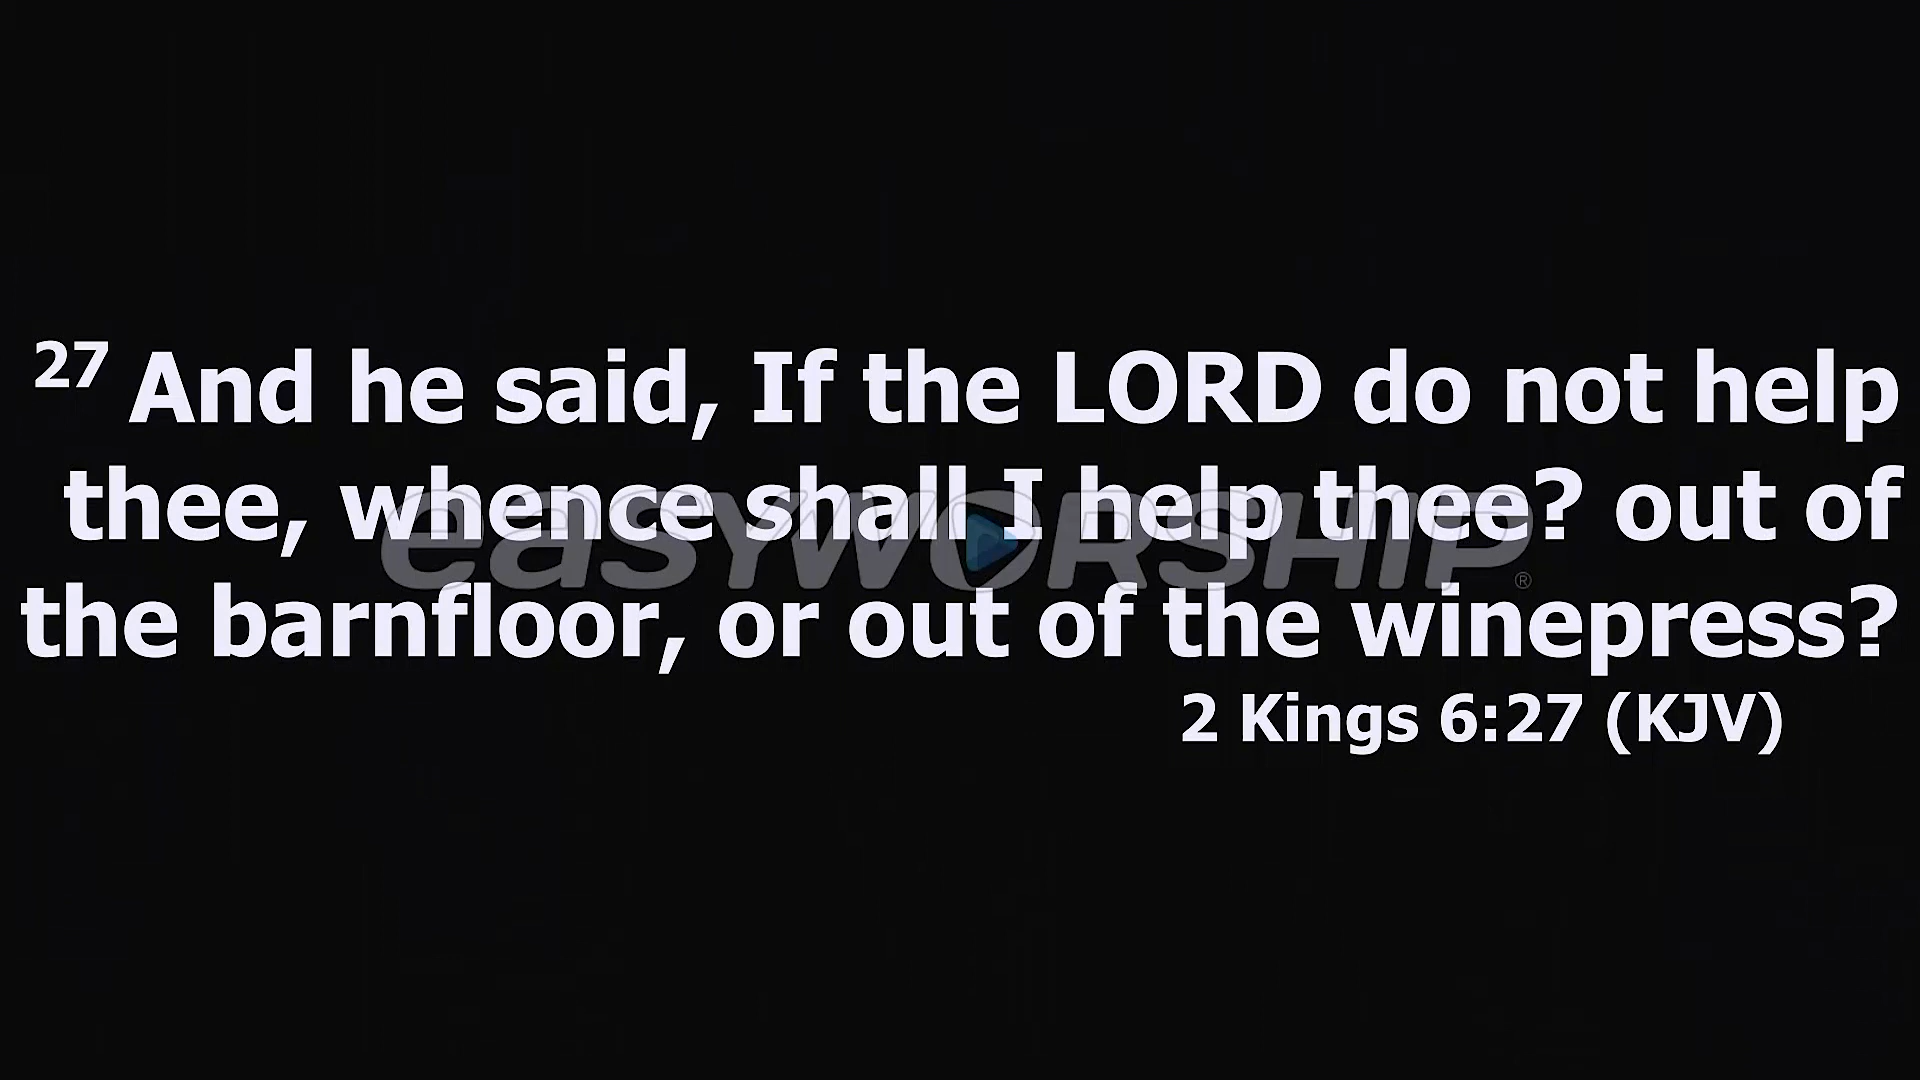 27 And he said, If the LORD do not help
thee, whence shall I help thee? out of
easyWORSHIP®
the barnfloor, or out of the winepress?
2 Kings 6:27 (KJV)